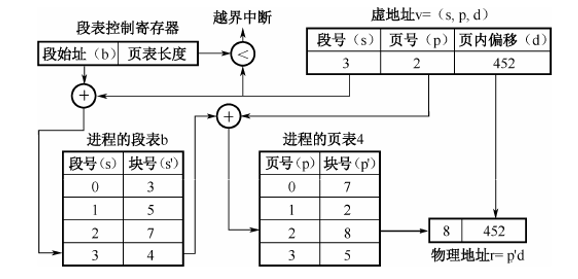 段表控制寄存器
段始址（b） 页表长度
越界中断
<
+
虚地址v=（s, p, d）
段号（s） 页号（p） 页内偏移（d）
3 2 452
+
进程的段表b
段号（s） 块号（s'）
0 3
1 5
2 7
3 4
进程的页表4
页号（p） 块号（p'）
0 7
1 2
2 8
3 5
8 452
物理地址r= p'd